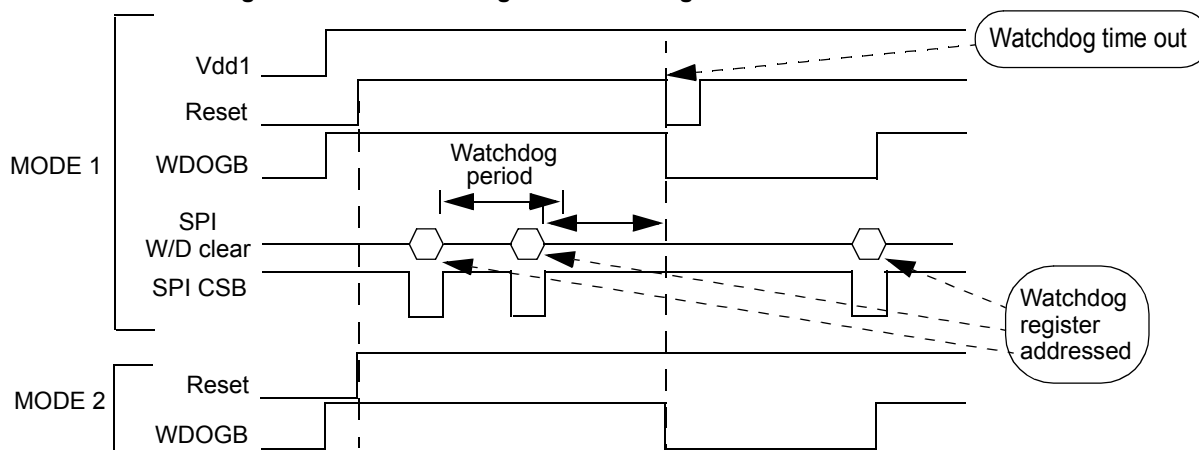 Vdd1
Watchdog time out
Reset
MODE 1
WDOGB
Watchdog
period
SPI
W/D clear
SPI CSB
Watchdog
register
addressed
MODE 2
Reset
WDOGB